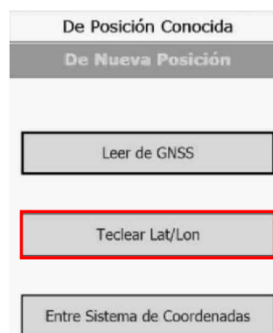 De Posición Conocida
De Nueva Posición
Leer de GNSS
Teclear Lat/Lon
Entre Sistema de Coordenadas